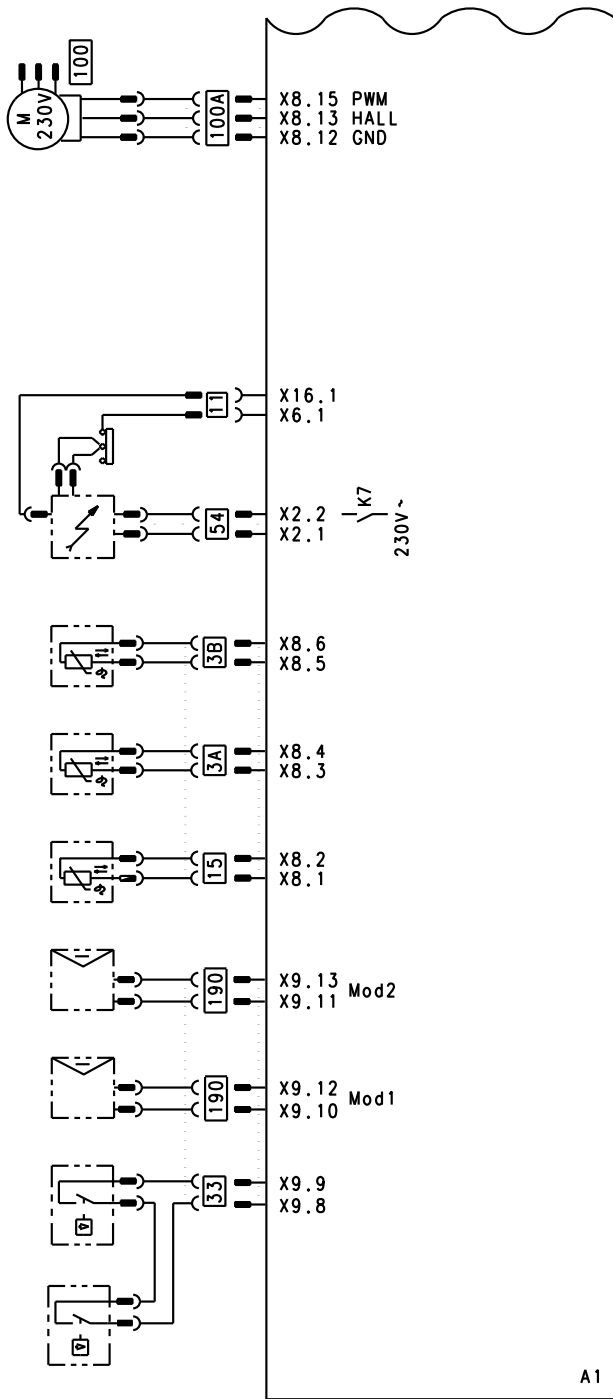 100
M
230V
100A
X8.15 PWM
X8.13 HALL
X8.12 GND
11
X16.1
X6.1
54
X2.2
X2.1
K7
230V~
3B
X8.6
X8.5
3A
X8.4
X8.3
15
X8.2
X8.1
190
X9.13
X9.11
Mod2
190
X9.12
X9.10
Mod1
33
X9.9
X9.8
A1